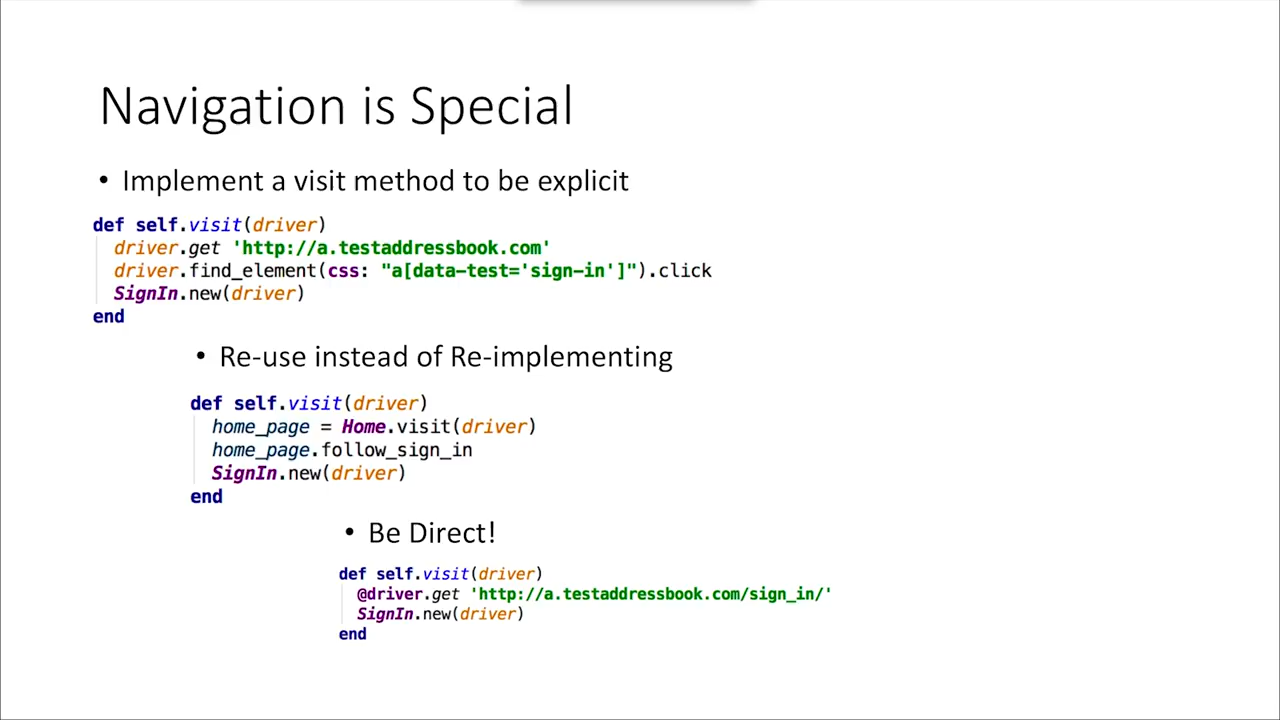 Navigation is Special
• Implement a visit method to be explicit
def self.visit(driver)
  driver.get 'http://a.testaddressbook.com'
  driver.find_element(css: "a[data-test='sign-in']").click
  SignIn.new(driver)
end
• Re-use instead of Re-implementing
def self.visit(driver)
  home_page = Home.visit(driver)
  home_page.follow_sign_in
  SignIn.new(driver)
end
• Be Direct!
def self.visit(driver)
  @driver.get 'http://a.testaddressbook.com/sign_in/'
  SignIn.new(driver)
end